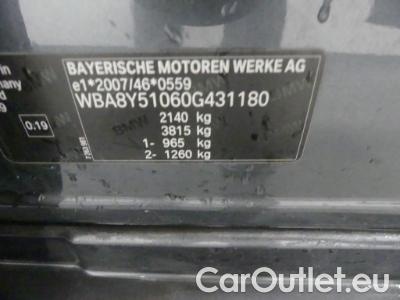 BAYERISCHE MOTOREN WERKE AG
e1*2007/46*0559
WBA8Y51060G431180
2140 kg
3815 kg
1- 965 kg
2- 1260 kg
0.19
CarOutlet.eu